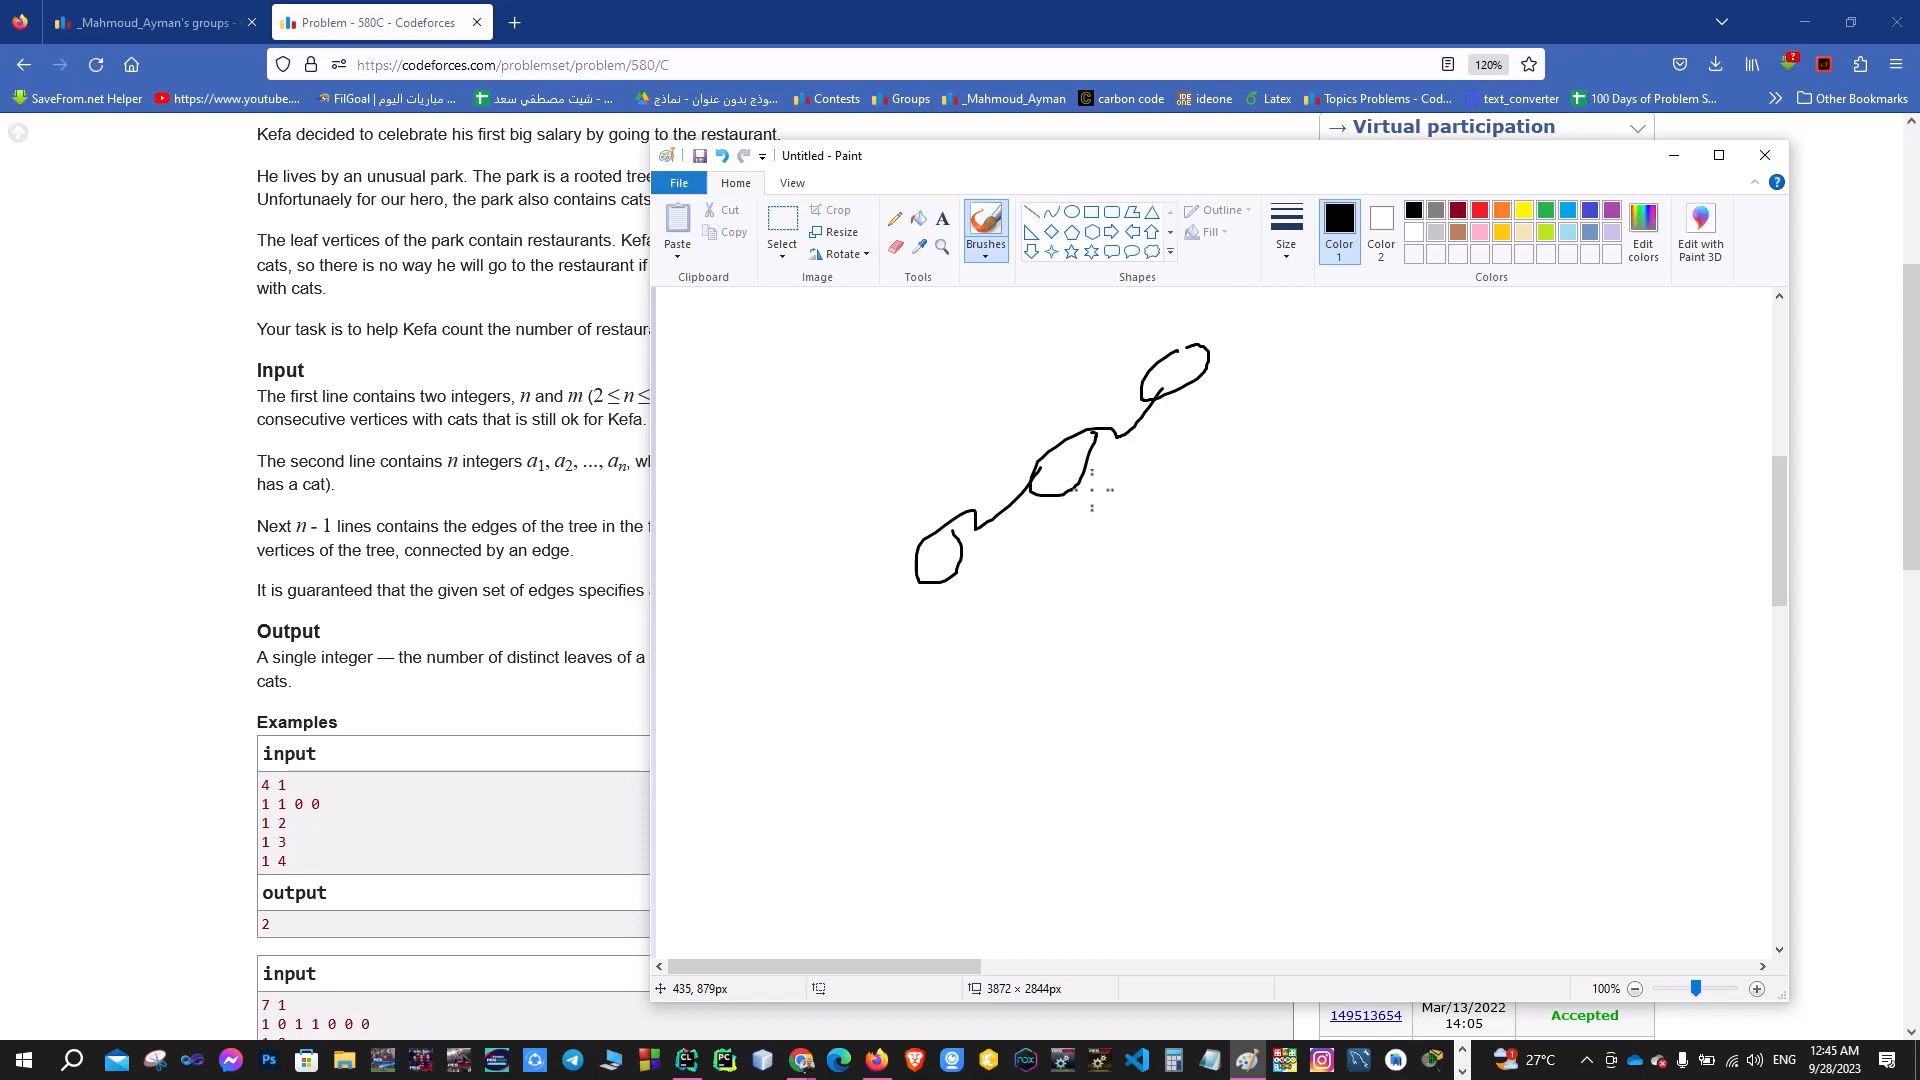 _Mahmoud_Ayman's groups -
Problem - 580C - Codeforces
https://codeforces.com/problemset/problem/580/C
120%
SaveFrom.net Helper
https://www.youtube....
FilGoal | مباريات اليوم ...
شيت مصطفي سعد - ...
نموذج بدون عنوان - نماذج...
Contests
Groups
_Mahmoud_Ayman
carbon code
ideone
Latex
Topics Problems - Cod...
text_converter
100 Days of Problem S...
Other Bookmarks
Kefa decided to celebrate his first big salary by going to the restaurant.
He lives by an unusual park. The park is a rooted tree
Unfortunaely for our hero, the park also contains cats
The leaf vertices of the park contain restaurants. Kefa
cats, so there is no way he will go to the restaurant if
with cats.
Your task is to help Kefa count the number of restaura
Input
The first line contains two integers, n and m (2 ≤ n ≤
consecutive vertices with cats that is still ok for Kefa.
The second line contains n integers a1, a2, ..., an, wh
has a cat).
Next n - 1 lines contains the edges of the tree in the f
vertices of the tree, connected by an edge.
It is guaranteed that the given set of edges specifies a
Output
A single integer — the number of distinct leaves of a
cats.
Examples
input
4 1
1 1 0 0
1 2
1 3
1 4
output
2
input
7 1
1 0 1 1 0 0 0
→ Virtual participation
Untitled - Paint
File
Home
View
Paste
Cut
Copy
Clipboard
Select
Crop
Resize
Rotate
Image
Tools
Brushes
Shapes
Outline
Fill
Size
Color 1
Color 2
Colors
Edit colors
Edit with Paint 3D
435, 879px
3872 × 2844px
100%
149513654
Mar/13/2022 14:05
Accepted
27°C
ENG
12:45 AM
9/28/2023